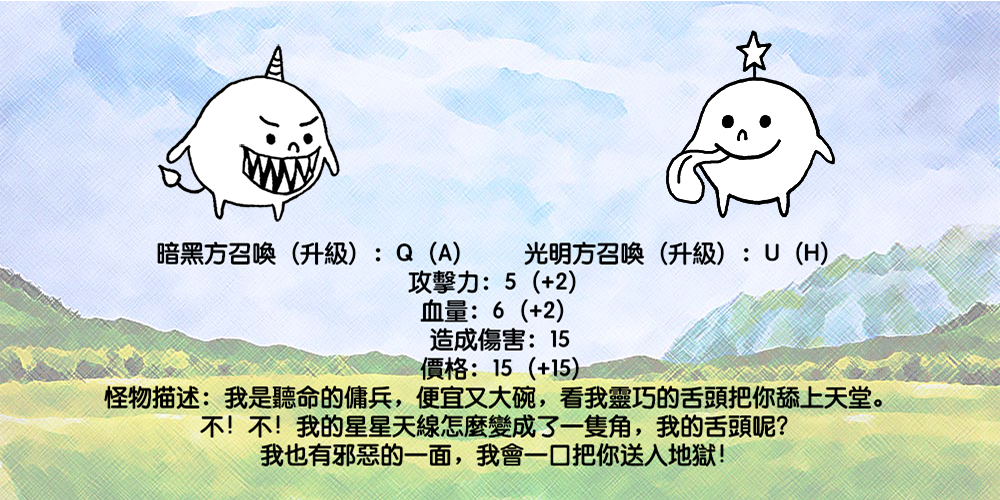 暗黑方召喚（升級）：Q（A）　　光明方召喚（升級）：U（H）
攻擊力：5（+2）
血量：6（+2）
造成傷害：15
價格：15（+15）
怪物描述：我是聽命的傭兵，便宜又大碗，看我靈巧的舌頭把你舔上天堂。
不！不！我的星星天線怎麼變成了一隻角，我的舌頭呢？
我也有邪惡的一面，我會一口把你送入地獄！